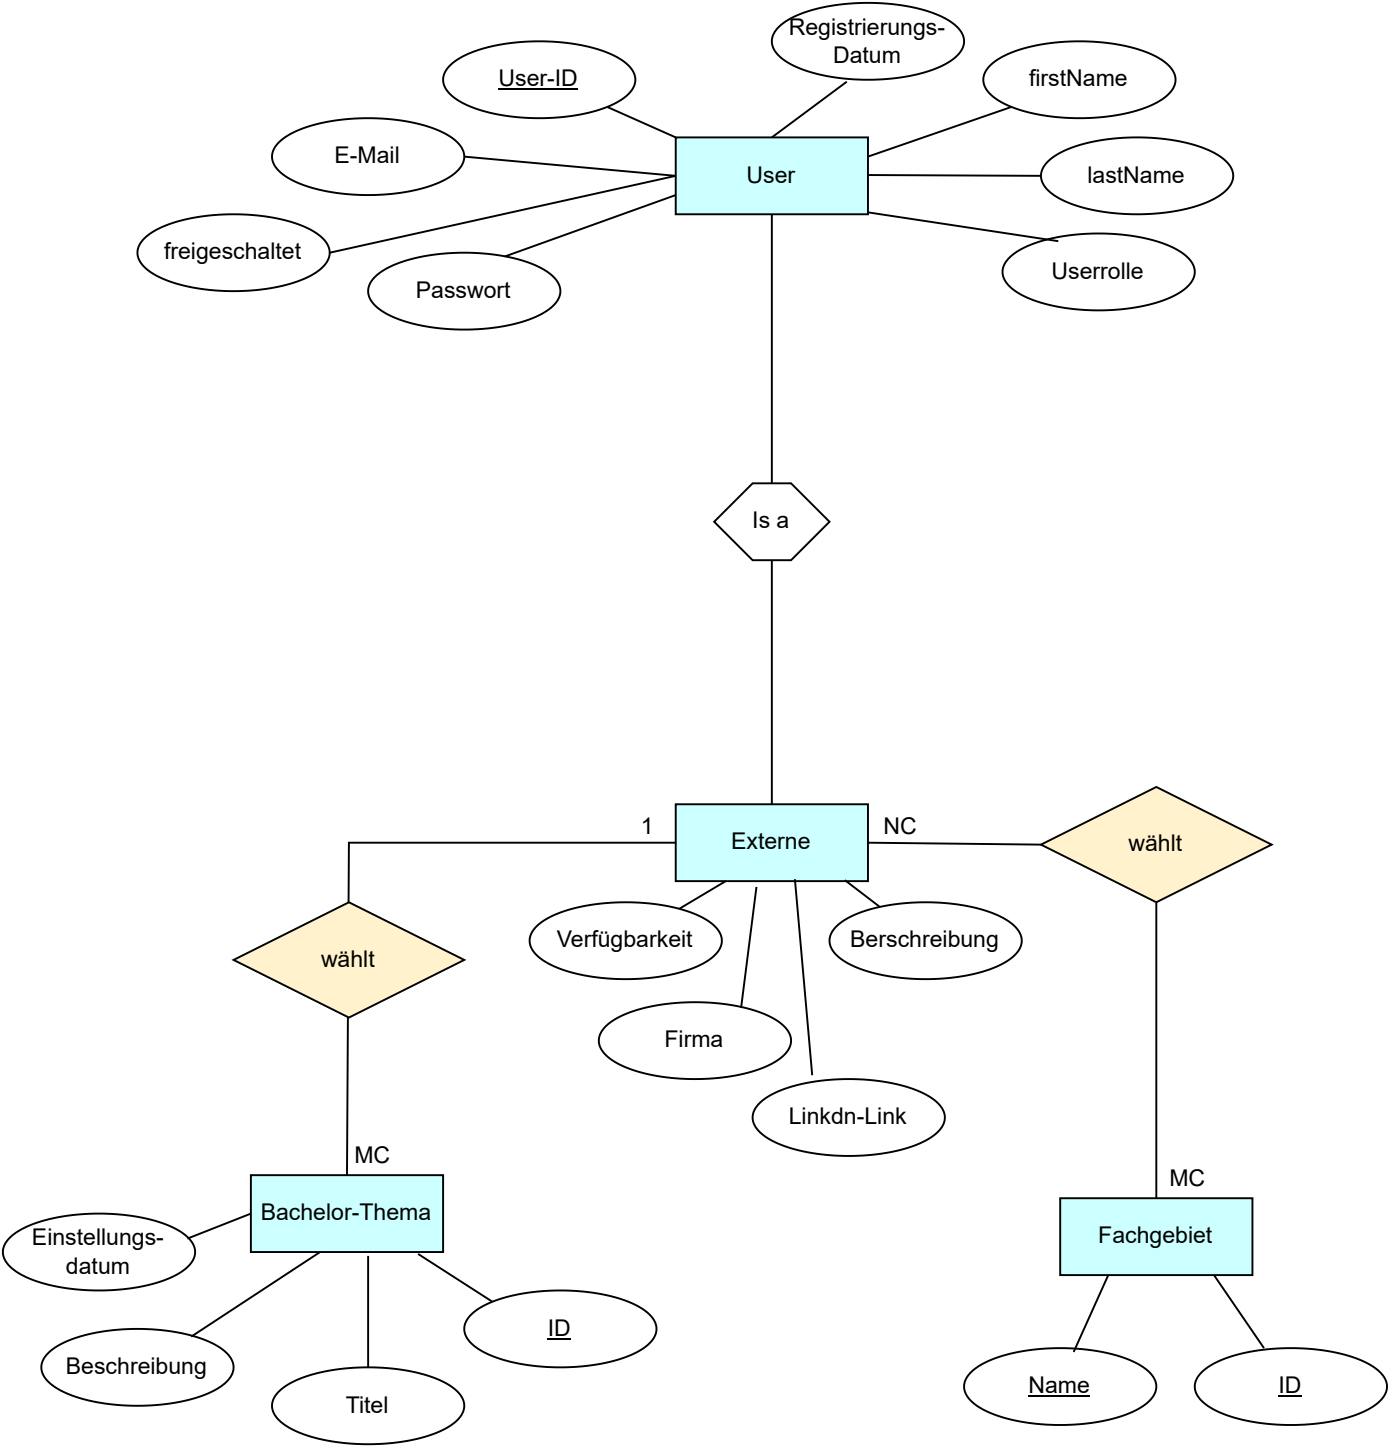 Registrierungs-
Datum
User-ID
firstName
E-Mail
User
lastName
freigeschaltet
Passwort
Userrolle
Is a
1
Externe
NC
wählt
Verfügbarkeit
Berschreibung
wählt
Firma
Linkdn-Link
MC
MC
Bachelor-Thema
Fachgebiet
Einstellungs-
datum
ID
Beschreibung
Titel
Name
ID